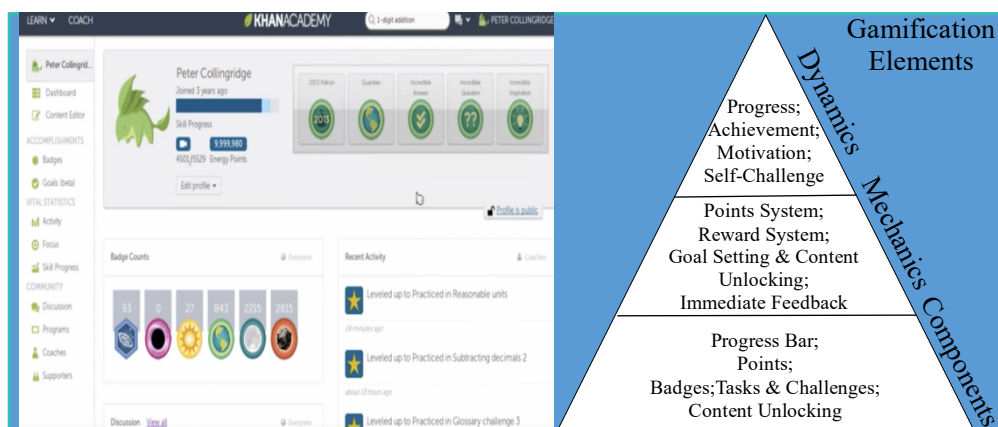 LEARN COACH KHANACADEMY 1-digit addition PETER COLLINGRIDGE
Peter Collingrid...
Dashboard
Content Editor
ACCOMPLISHMENTS
Badges
Goals (beta)
VITAL STATISTICS
Activity
Focus
Skill Progress
COMMUNITY
Discussion
Programs
Coaches
Supporters
Peter Collingridge
Joined 3 years ago
Skill Progress
9,999,980
4501/5529 Energy Points
Edit profile
2013 Patron
2013
Guardian
Incredible
Answer
Incredible
Question
??
Incredible
Inspiration
Profile is public
Badge Counts Everyone
93 0 27 843 2215 2815
Discussion View all Everyone
Recent Activity Coaches
Leveled up to Practiced in Reasonable units
18 minutes ago
Leveled up to Practiced in Subtracting decimals 2
about 18 hours ago
Leveled up to Practiced in Glossary challenge 3
Gamification
Elements
Dynamics
Progress;
Achievement;
Motivation;
Self-Challenge
Mechanics
Points System;
Reward System;
Goal Setting & Content
Unlocking;
Immediate Feedback
Components
Progress Bar;
Points;
Badges;Tasks & Challenges;
Content Unlocking